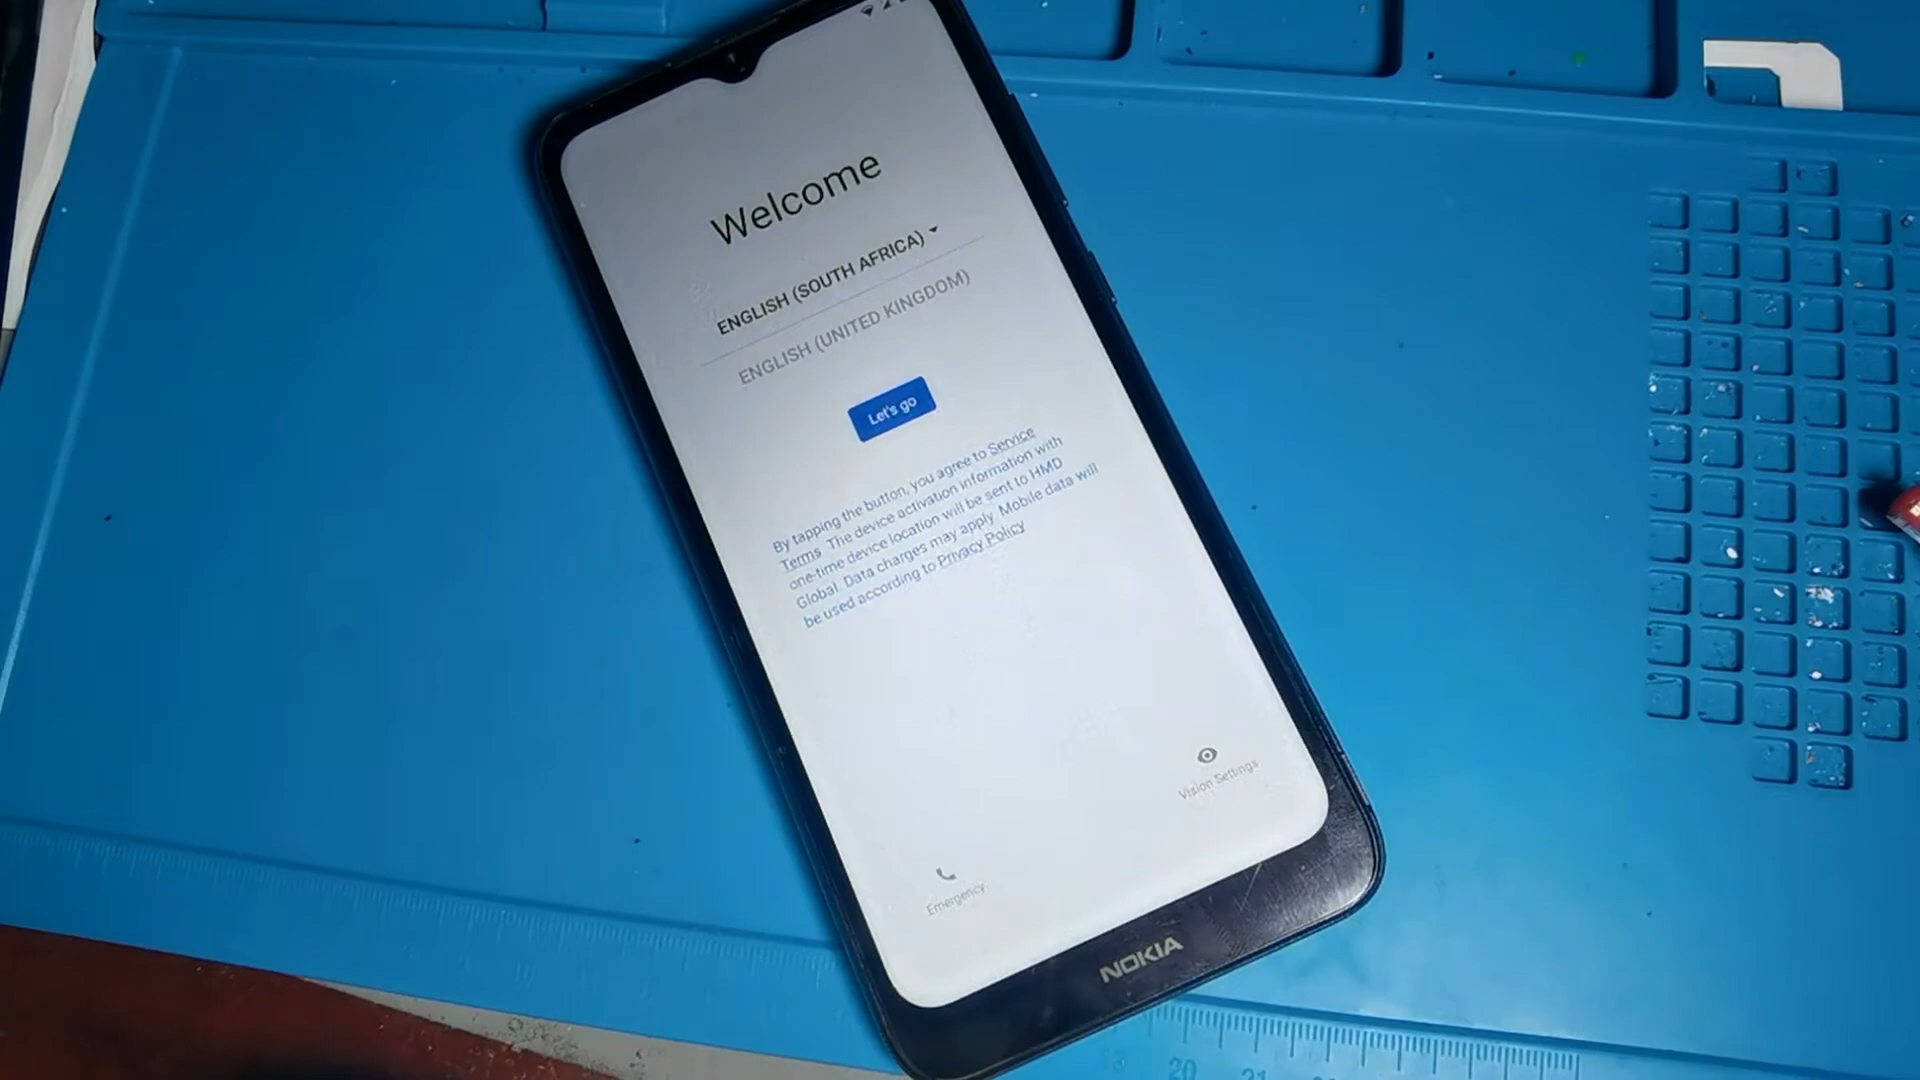 Welcome
ENGLISH (SOUTH AFRICA)
ENGLISH (UNITED KINGDOM)
Let's go
By tapping the button, you agree to Service
Terms. The device activation information with
one-time device location will be sent to HMD
Global. Data charges may apply. Mobile data will
be used according to Privacy Policy
Vision Settings
Emergency
NOKIA
20
21